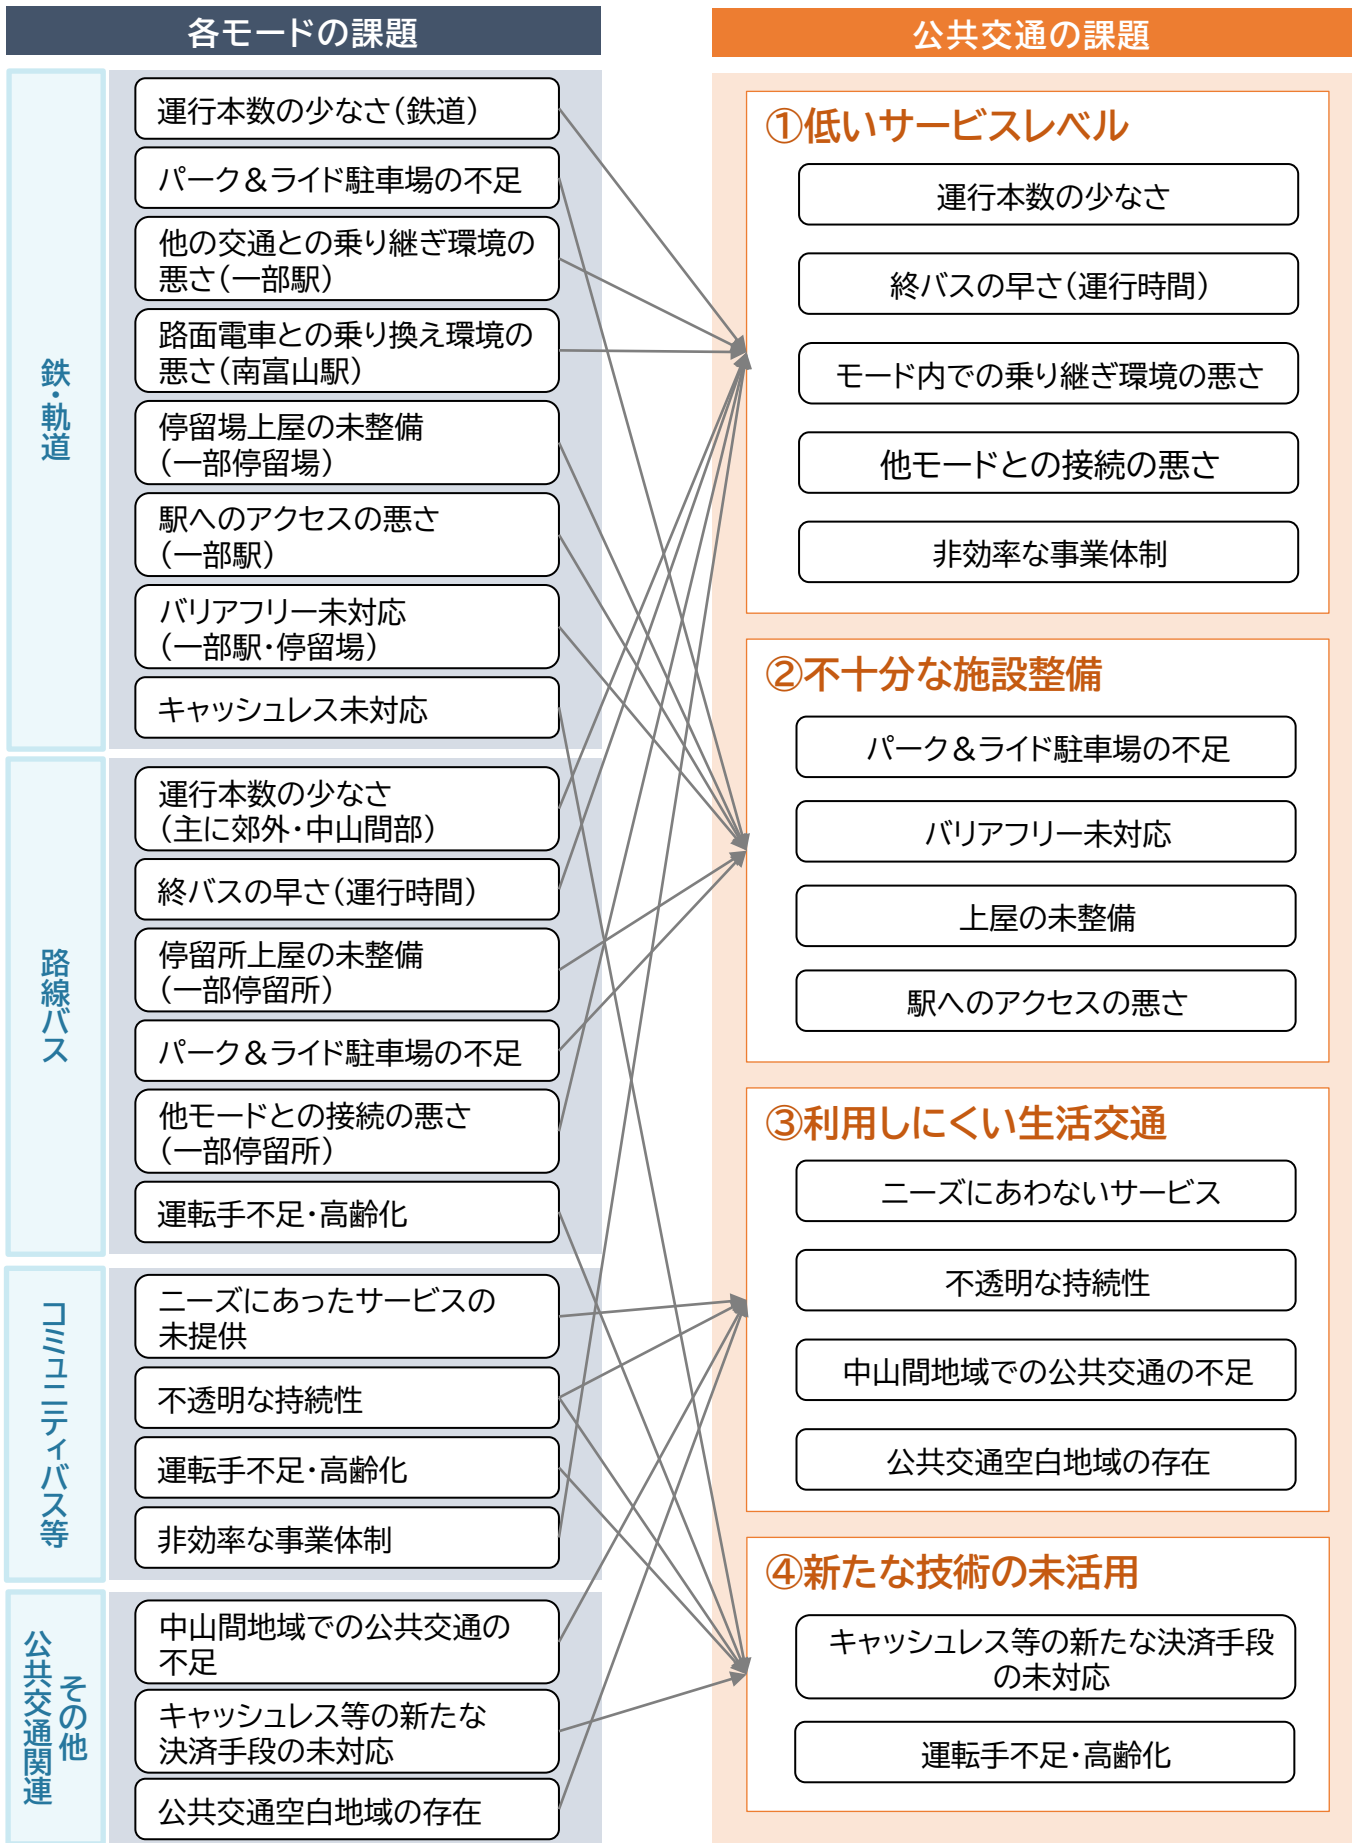 各モードの課題
鉄・軌道
運行本数の少なさ（鉄道）
パーク＆ライド駐車場の不足
他の交通との乗り継ぎ環境の
悪さ（一部駅）
路面電車との乗り換え環境の
悪さ（南富山駅）
停留場上屋の未整備
（一部停留場）
駅へのアクセスの悪さ
（一部駅）
バリアフリー未対応
（一部駅・停留場）
キャッシュレス未対応
路線バス
運行本数の少なさ
（主に郊外・中山間部）
終バスの早さ（運行時間）
停留所上屋の未整備
（一部停留所）
パーク＆ライド駐車場の不足
他モードとの接続の悪さ
（一部停留所）
運転手不足・高齢化
コミュニティバス等
ニーズにあったサービスの
未提供
不透明な持続性
運転手不足・高齢化
非効率な事業体制
その他
公共交通関連
中山間地域での公共交通の
不足
キャッシュレス等の新たな
決済手段の未対応
公共交通空白地域の存在
公共交通の課題
①低いサービスレベル
運行本数の少なさ
終バスの早さ（運行時間）
モード内での乗り継ぎ環境の悪さ
他モードとの接続の悪さ
非効率な事業体制
②不十分な施設整備
パーク＆ライド駐車場の不足
バリアフリー未対応
上屋の未整備
駅へのアクセスの悪さ
③利用しにくい生活交通
ニーズにあわないサービス
不透明な持続性
中山間地域での公共交通の不足
公共交通空白地域の存在
④新たな技術の未活用
キャッシュレス等の新たな決済手段
の未対応
運転手不足・高齢化